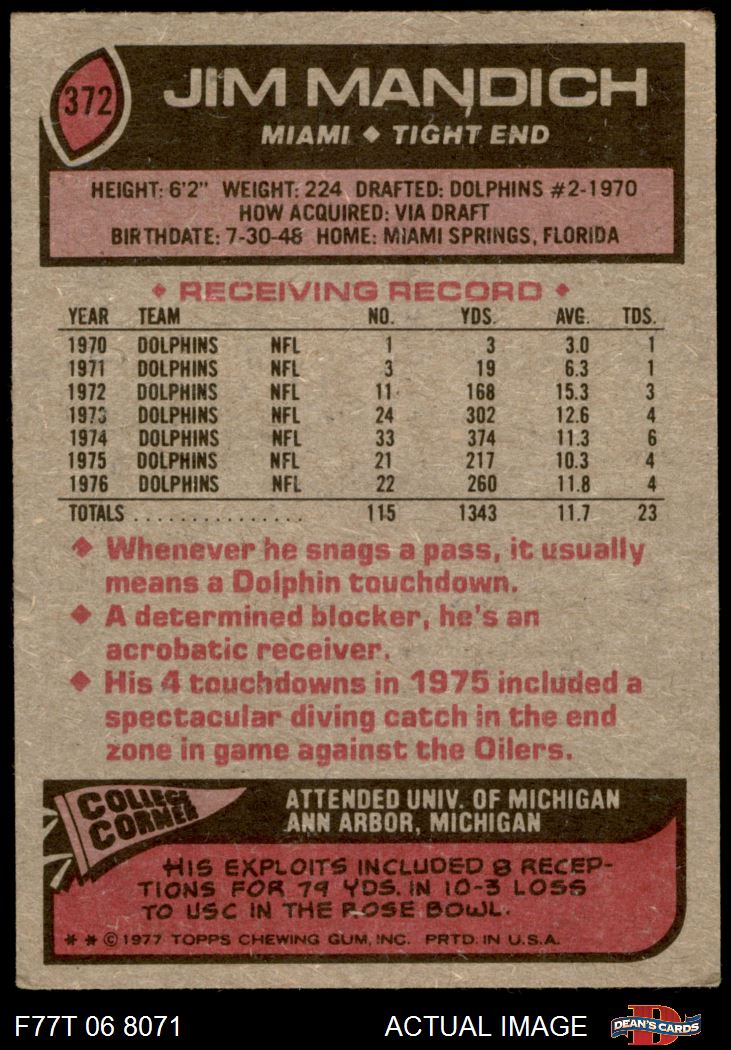 372
JIM MANDICH
MIAMI ◆ TIGHT END
HEIGHT: 6'2" WEIGHT: 224 DRAFTED: DOLPHINS #2-1970
HOW ACQUIRED: VIA DRAFT
BIRTHDATE: 7-30-48 HOME: MIAMI SPRINGS, FLORIDA
◆ RECEIVING RECORD ◆
YEAR TEAM NO. YDS. AVG. TDS.
1970 DOLPHINS NFL 1 3 3.0 1
1971 DOLPHINS NFL 3 19 6.3 1
1972 DOLPHINS NFL 11 168 15.3 3
1973 DOLPHINS NFL 24 302 12.6 4
1974 DOLPHINS NFL 33 374 11.3 6
1975 DOLPHINS NFL 21 217 10.3 4
1976 DOLPHINS NFL 22 260 11.8 4
TOTALS ................ 115 1343 11.7 23
◆ Whenever he snags a pass, it usually
means a Dolphin touchdown.
◆ A determined blocker, he's an
acrobatic receiver.
◆ His 4 touchdowns in 1975 included a
spectacular diving catch in the end
zone in game against the Oilers.
COLLEGE
CORNER
ATTENDED UNIV. OF MICHIGAN
ANN ARBOR, MICHIGAN
HIS EXPLOITS INCLUDED 8 RECEP-
TIONS FOR 79 YDS. IN 10-3 LOSS
TO USC IN THE ROSE BOWL.
* * © 1977 TOPPS CHEWING GUM, INC. PRTD. IN U.S.A.
F77T 06 8071 ACTUAL IMAGE D DEAN'S CARDS